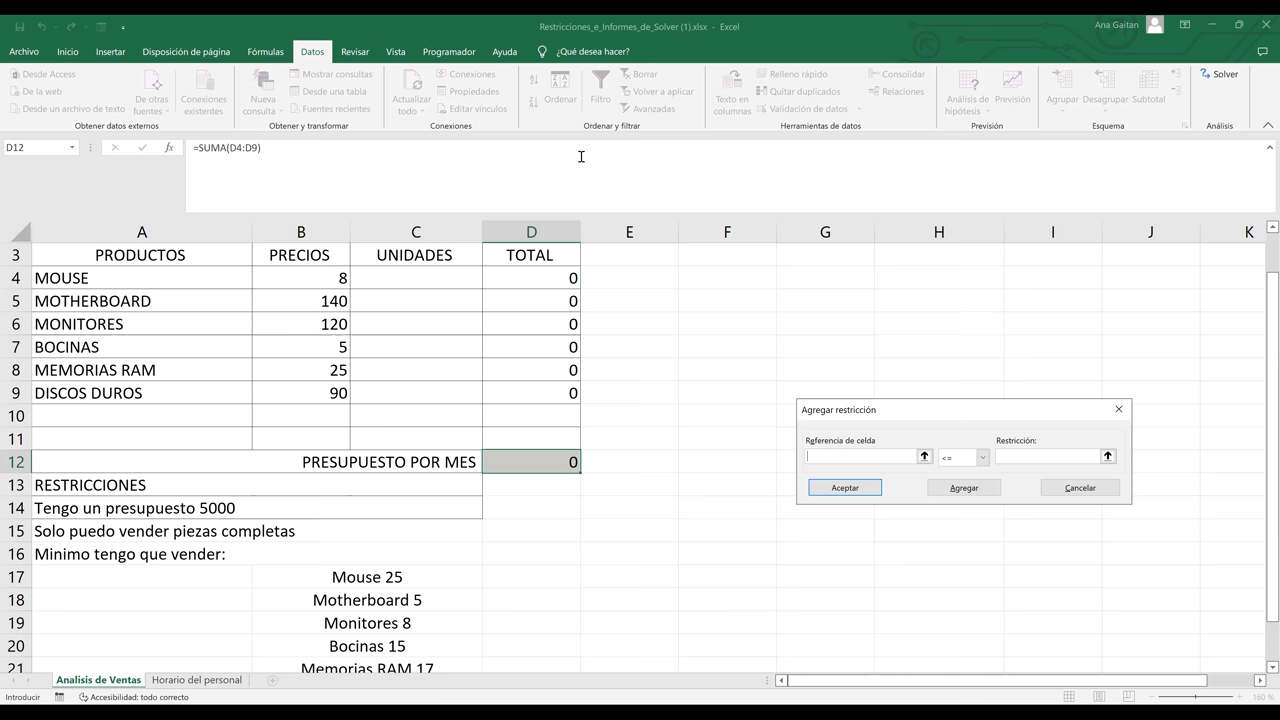 Restricciones_e_Informes_de_Solver (1).xlsx - Excel
Ana Gaitan
Archivo Inicio Insertar Disposición de página Fórmulas Datos Revisar Vista Programador Ayuda ¿Qué desea hacer?
Desde Access
De la web
Desde un archivo de texto
De otras fuentes
Conexiones existentes
Obtener datos externos
Nueva consulta
Mostrar consultas
Desde una tabla
Fuentes recientes
Obtener y transformar
Actualizar todo
Conexiones
Propiedades
Editar vínculos
Conexiones
Ordenar
Filtro
Borrar
Volver a aplicar
Avanzadas
Ordenar y filtrar
Texto en columnas
Relleno rápido
Quitar duplicados
Validación de datos
Consolidar
Relaciones
Herramientas de datos
Análisis de hipótesis
Previsión
Previsión
Agrupar
Desagrupar
Subtotal
Esquema
Solver
Análisis
D12 fx =SUMA(D4:D9)
A B C D E F G H I J K
3 PRODUCTOS PRECIOS UNIDADES TOTAL
4 MOUSE 8 0
5 MOTHERBOARD 140 0
6 MONITORES 120 0
7 BOCINAS 5 0
8 MEMORIAS RAM 25 0
9 DISCOS DUROS 90 0
10
11
12 PRESUPUESTO POR MES 0
13 RESTRICCIONES
14 Tengo un presupuesto 5000
15 Solo puedo vender piezas completas
16 Minimo tengo que vender:
17 Mouse 25
18 Motherboard 5
19 Monitores 8
20 Bocinas 15
21 Memorias RAM 17
Agregar restricción
Referencia de celda Restricción:
<=
Aceptar Agregar Cancelar
Analisis de Ventas Horario del personal
Introducir Accesibilidad: todo correcto 160 %